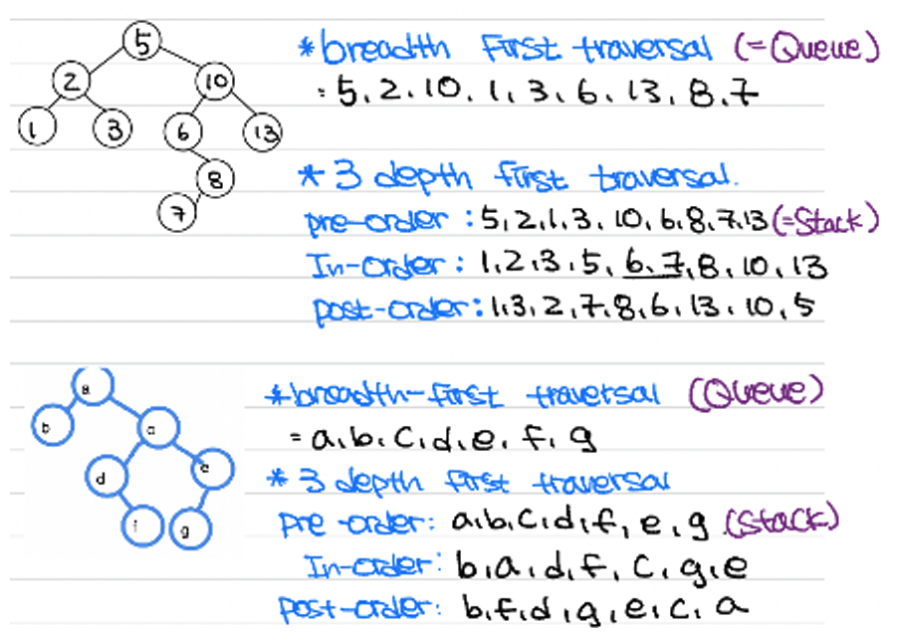 5
*breadth First traversal (=Queue)
2 10
: 5, 2, 10, 1, 3, 6, 13, 8, 7
1 3 6 13
8
*3 depth first traversal.
7
pre-order : 5, 2, 1, 3, 10, 6, 8, 7, 13 (=Stack)
In-order : 1, 2, 3, 5, 6, 7, 8, 10, 13
post-order : 1, 3, 2, 7, 8, 6, 13, 10, 5
a
*breadth-first traversal (Queue)
b c
= a, b, c, d, e, f, g
d e
*3 depth first traversal
f g
pre-order: a, b, c, d, f, e, g (Stack)
In-order: b, a, d, f, c, g, e
post-order: b, f, d, g, e, c, a